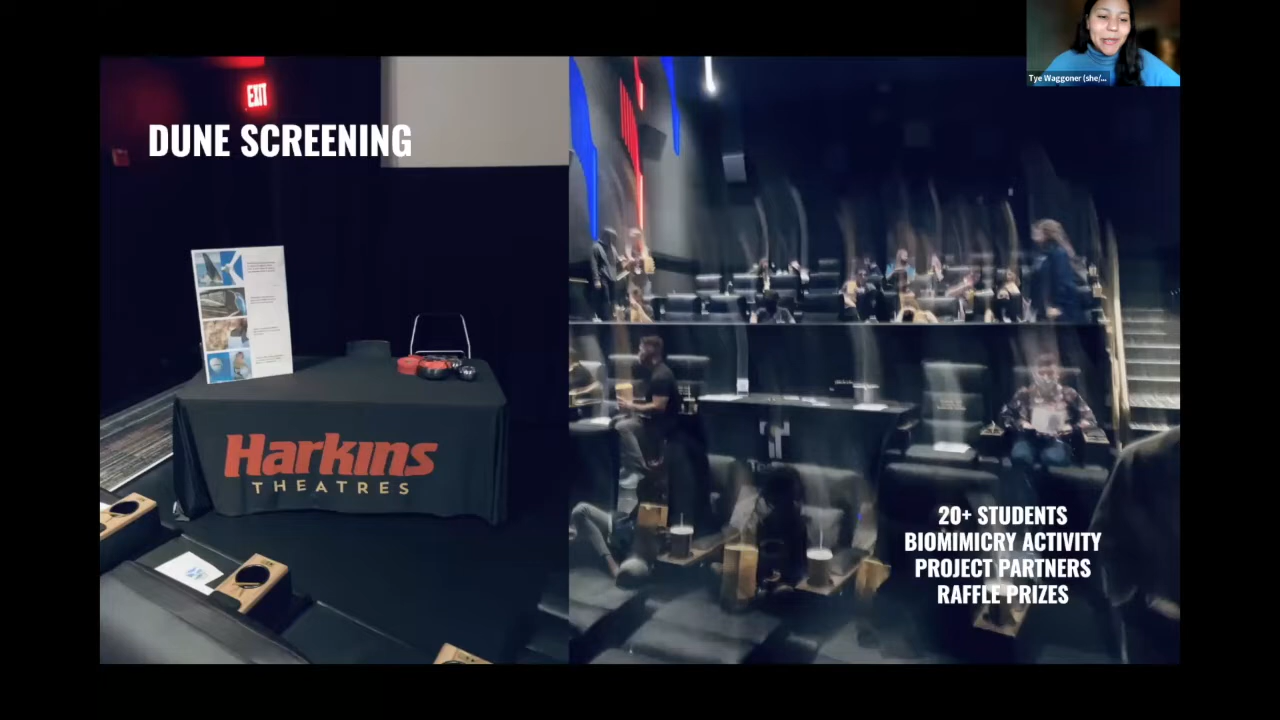 Tye Waggoner (she/...
EXIT
DUNE SCREENING
Harkins
THEATRES
20+ STUDENTS
BIOMIMICRY ACTIVITY
PROJECT PARTNERS
RAFFLE PRIZES